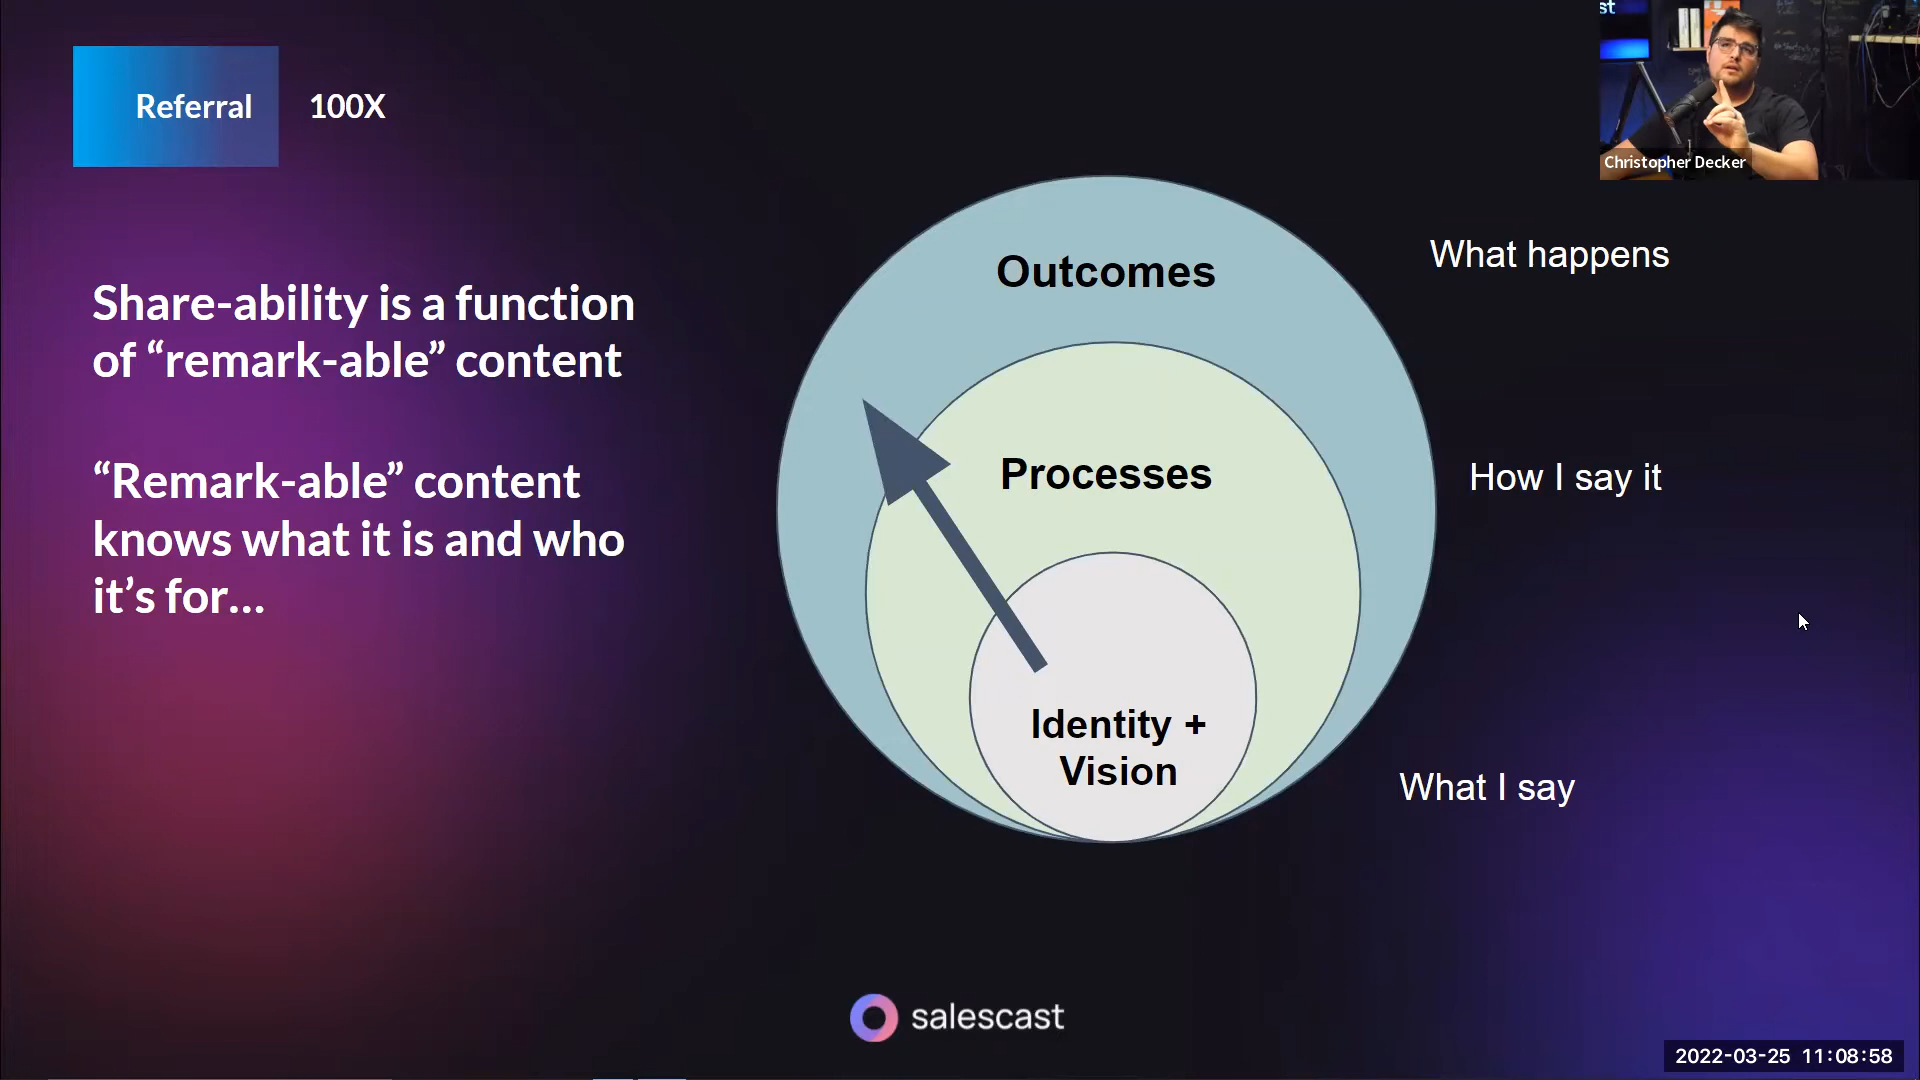 st
Referral
100X
Christopher Decker
Share-ability is a function
of “remark-able” content
“Remark-able” content
knows what it is and who
it’s for...
Outcomes
Processes
Identity +
Vision
What happens
How I say it
What I say
salescast
2022-03-25 11:08:58